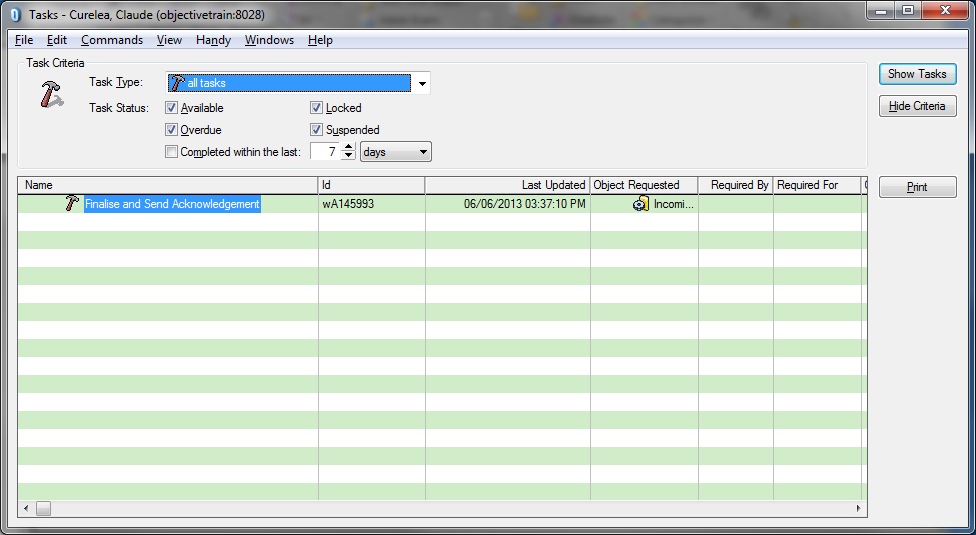 Tasks - Curelea, Claude (objectivetrain:8028)
File Edit Commands View Handy Windows Help
Task Criteria
Task Type: all tasks
Show Tasks
Task Status: Available Locked
Hide Criteria
Overdue Suspended
Completed within the last: 7 days
Name Id Last Updated Object Requested Required By Required For
Print
Finalise and Send Acknowledgement wA145993 06/06/2013 03:37:10 PM Incomi...